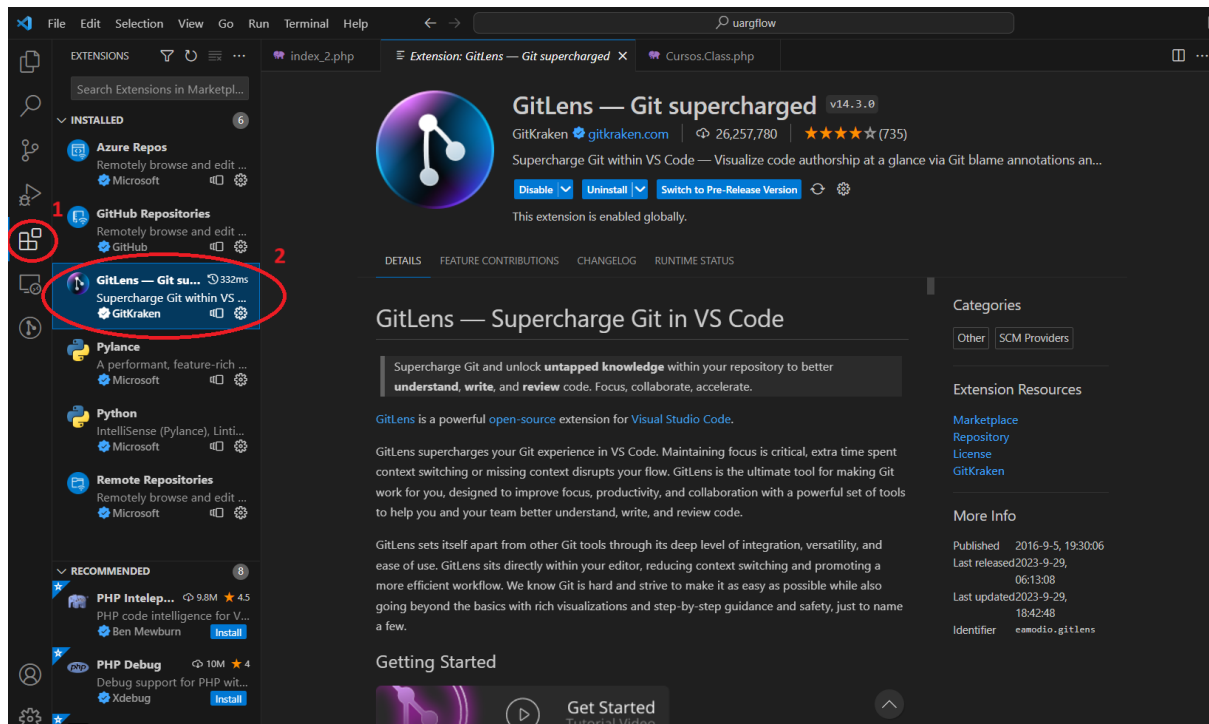 File Edit Selection View Go Run Terminal Help
uargflow
EXTENSIONS
index_2.php
Extension: GitLens — Git supercharged
Cursos.Class.php
Search Extensions in Marketpl...
INSTALLED 6
Azure Repos
Remotely browse and edit ...
Microsoft
1
GitHub Repositories
Remotely browse and edit ...
GitHub
2
GitLens — Git su... 332ms
Supercharge Git within VS ...
GitKraken
Pylance
A performant, feature-rich ...
Microsoft
Python
IntelliSense (Pylance), Linti...
Microsoft
Remote Repositories
Remotely browse and edit ...
Microsoft
RECOMMENDED 8
PHP Intelep... 9.8M 4.5
PHP code intelligence for V...
Ben Mewburn Install
PHP Debug 10M 4
Debug support for PHP wit...
Xdebug Install
GitLens — Git supercharged v14.3.0
GitKraken gitkraken.com 26,257,780 (735)
Supercharge Git within VS Code — Visualize code authorship at a glance via Git blame annotations an...
Disable Uninstall Switch to Pre-Release Version
This extension is enabled globally.
DETAILS FEATURE CONTRIBUTIONS CHANGELOG RUNTIME STATUS
GitLens — Supercharge Git in VS Code
Supercharge Git and unlock untapped knowledge within your repository to better
understand, write, and review code. Focus, collaborate, accelerate.
GitLens is a powerful open-source extension for Visual Studio Code.
GitLens supercharges your Git experience in VS Code. Maintaining focus is critical, extra time spent
context switching or missing context disrupts your flow. GitLens is the ultimate tool for making Git
work for you, designed to improve focus, productivity, and collaboration with a powerful set of tools
to help you and your team better understand, write, and review code.
GitLens sets itself apart from other Git tools through its deep level of integration, versatility, and
ease of use. GitLens sits directly within your editor, reducing context switching and promoting a
more efficient workflow. We know Git is hard and strive to make it as easy as possible while also
going beyond the basics with rich visualizations and step-by-step guidance and safety, just to name
a few.
Getting Started
Get Started
Tutorial Video
Categories
Other SCM Providers
Extension Resources
Marketplace
Repository
License
GitKraken
More Info
Published 2016-9-5, 19:30:06
Last released 2023-9-29,
06:13:08
Last updated 2023-9-29,
18:42:48
Identifier eamodio.gitlens